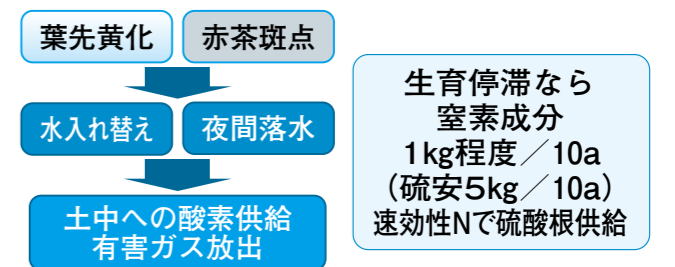 葉先黄化
赤茶斑点
水入れ替え
夜間落水
土中への酸素供給
有害ガス放出
生育停滞なら
窒素成分
1kg程度／10a
（硫安5kg／10a）
速効性Nで硫酸根供給